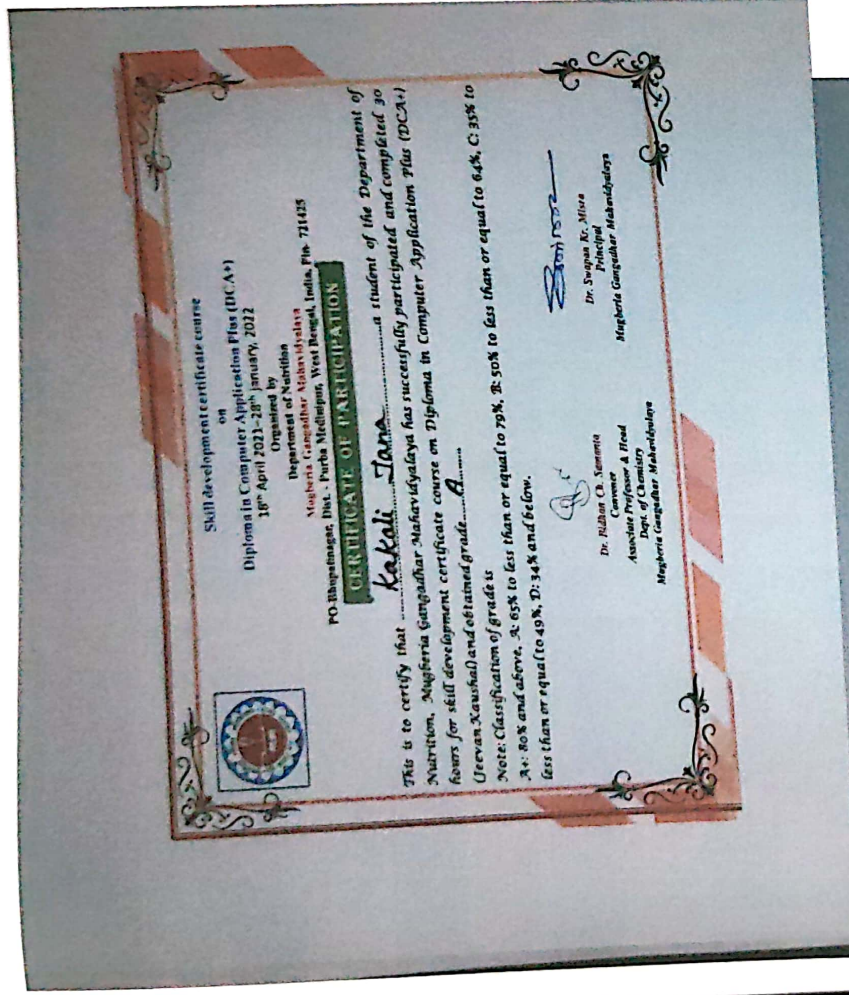 Skill development certificate course
on
Diploma in Computer Application Plus (DCA+)
16th April 2021–28th january, 2022
Organized by
Department of Nutrition
Mugberia Gangadhar Mahavidyalaya
PO-Bhupatinagar, Dist. - Purba Medinipur, West Bengal, India, Pin- 721425
CERTIFICATE OF PARTICIPATION
This is to certify that ........Kakali Jana........a student of the Department of
Nutrition, Mugberia Gangadhar Mahavidyalaya has successfully participated and completed 30
hours for skill development certificate course on Diploma in Computer Application Plus (DCA+)
(Jeevan Kaushal) and obtained grade......A.......
Note: Classification of grade is
A+: 80% and above, A: 65% to less than or equal to 79%, B: 50% to less than or equal to 64%, C: 35% to
less than or equal to 49%, D: 34% and below.
Dr. Bidhan Ch. Samanta
Convener
Associate Professor & Head
Dept. of Chemistry
Mugberia Gangadhar Mahavidyalaya
Dr. Swapan Kr. Misra
Principal
Mugberia Gangadhar Mahavidyalaya